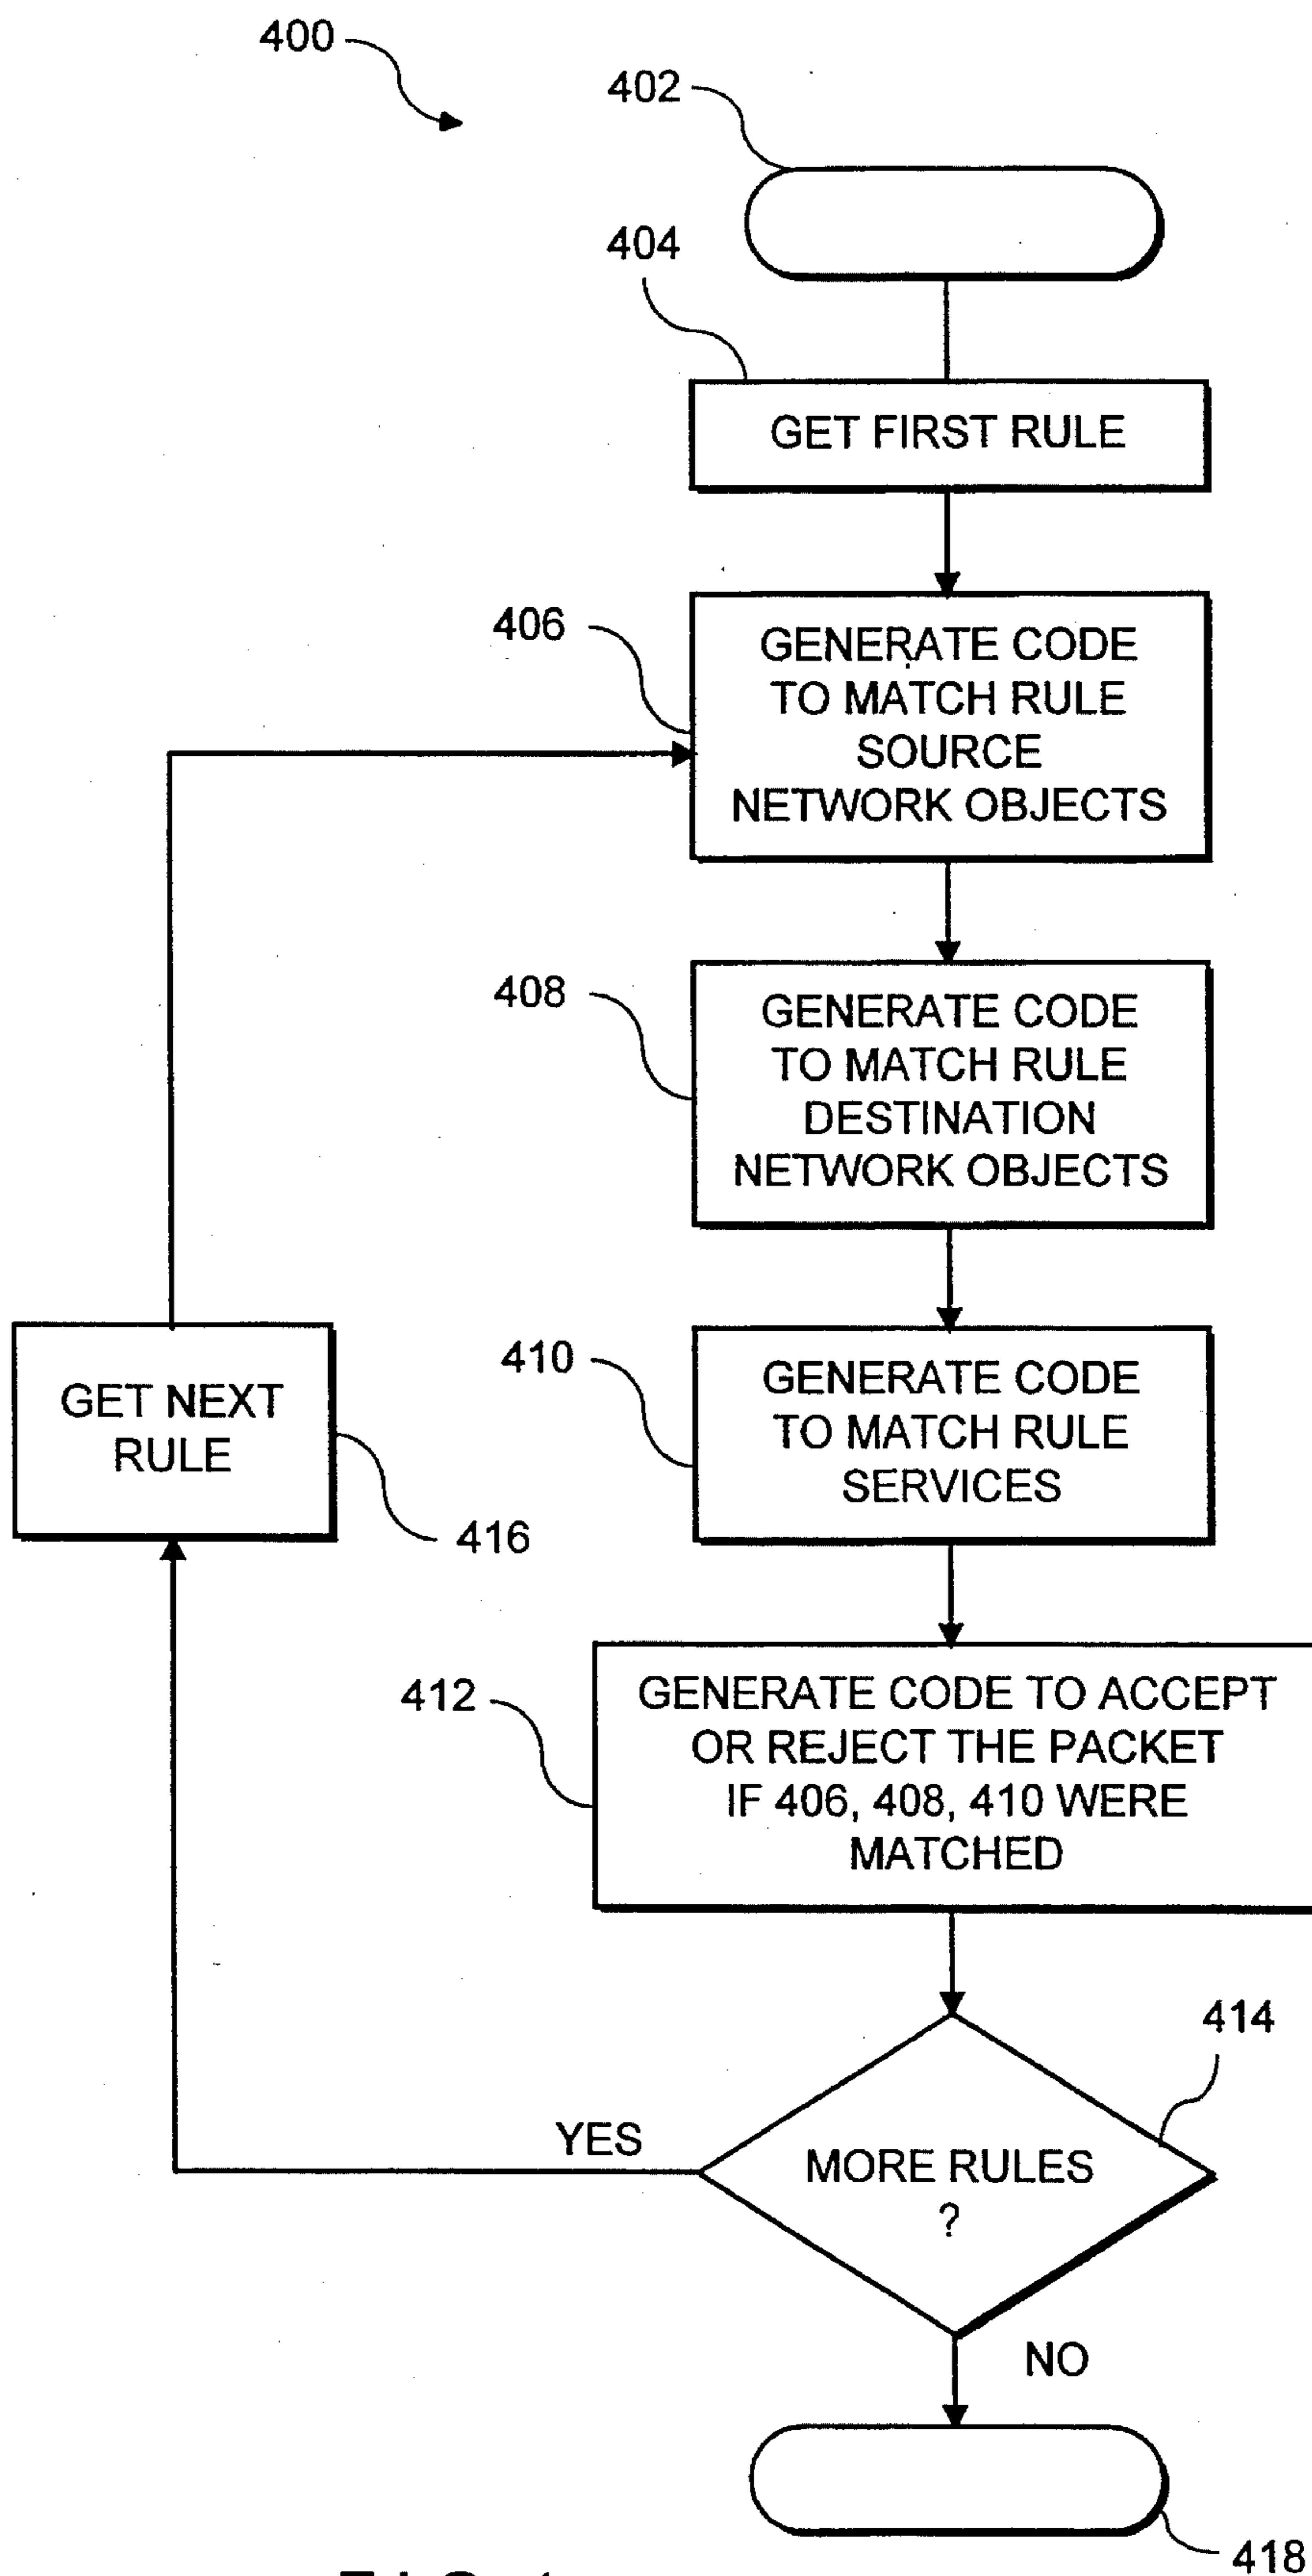 400
402
404
GET FIRST RULE
406
GENERATE CODE
TO MATCH RULE
SOURCE
NETWORK OBJECTS
408
GENERATE CODE
TO MATCH RULE
DESTINATION
NETWORK OBJECTS
410
GENERATE CODE
TO MATCH RULE
SERVICES
GET NEXT
RULE
416
412
GENERATE CODE TO ACCEPT
OR REJECT THE PACKET
IF 406, 408, 410 WERE
MATCHED
414
YES
MORE RULES
?
NO
418